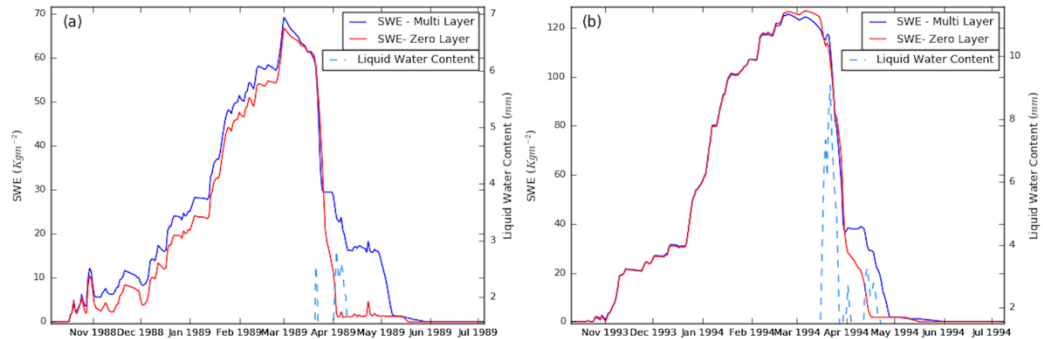 (a)
SWE - Multi Layer
SWE- Zero Layer
Liquid Water Content
SWE (Kgm⁻²)
70
60
50
40
30
20
10
0
Liquid Water Content (mm)
7
6
5
4
3
2
Nov 1988 Dec 1988 Jan 1989 Feb 1989 Mar 1989 Apr 1989 May 1989 Jun 1989 Jul 1989
(b)
SWE - Multi Layer
SWE- Zero Layer
Liquid Water Content
SWE (Kgm⁻²)
120
100
80
60
40
20
0
Liquid Water Content (mm)
10
8
6
4
2
Nov 1993 Dec 1993 Jan 1994 Feb 1994 Mar 1994 Apr 1994 May 1994 Jun 1994 Jul 1994